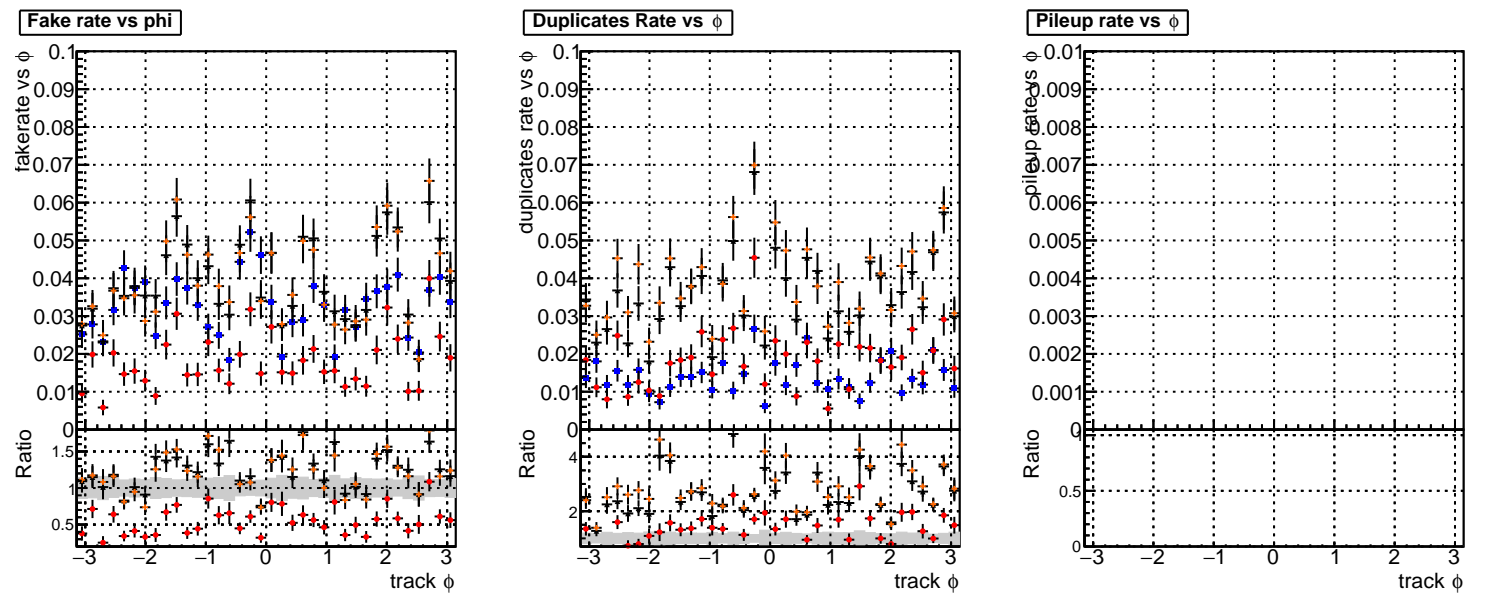 Fake rate vs phi
fakerate vs ϕ
0.1
0.09
0.08
0.07
0.06
0.05
0.04
0.03
0.02
0.01
0
Ratio
1.5
1
0.5
−3 −2 −1 0 1 2 3
track ϕ
Duplicates Rate vs ϕ
duplicates rate vs ϕ
0.1
0.09
0.08
0.07
0.06
0.05
0.04
0.03
0.02
0.01
0
Ratio
4
2
−3 −2 −1 0 1 2 3
track ϕ
Pileup rate vs ϕ
pileup rate vs ϕ
0.01
0.009
0.008
0.007
0.006
0.005
0.004
0.003
0.002
0.001
0
Ratio
0.5
0
−3 −2 −1 0 1 2 3
track ϕ